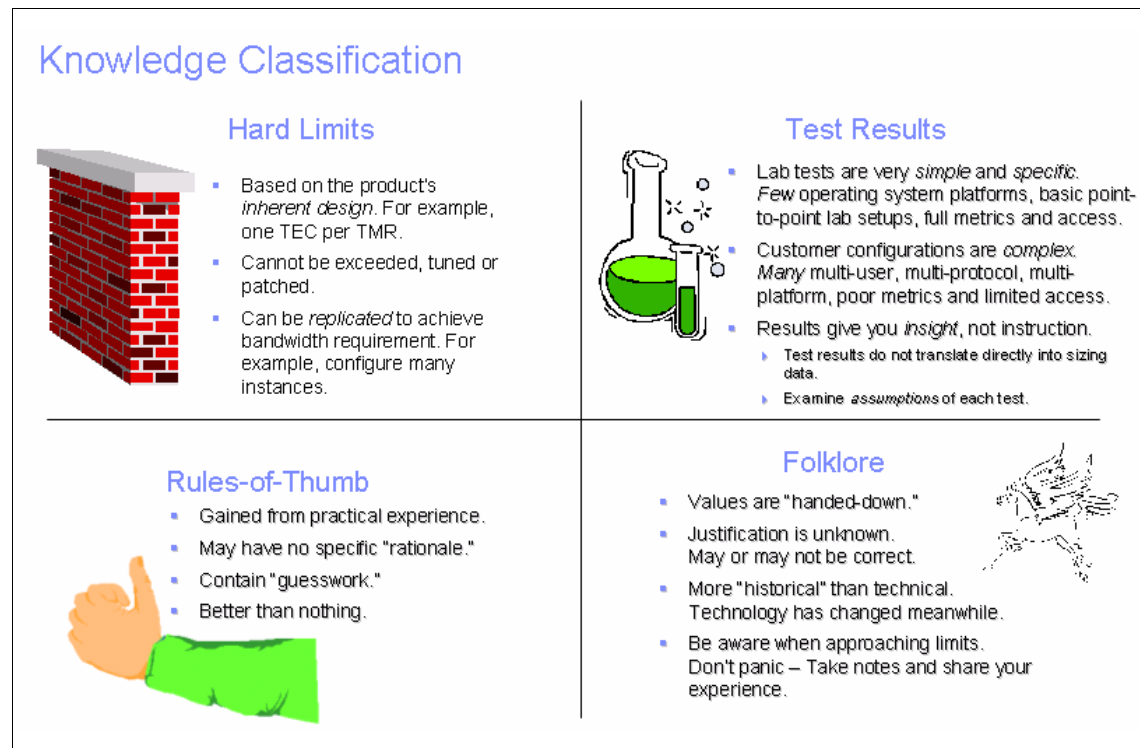 Knowledge Classification
Hard Limits
Based on the product's
inherent design. For example,
one TEC per TMR.
Cannot be exceeded, tuned or
patched.
Can be replicated to achieve
bandwidth requirement. For
example, configure many
instances.
Test Results
Lab tests are very simple and specific.
Few operating system platforms, basic point-
to-point lab setups, full metrics and access.
Customer configurations are complex.
Many multi-user, multi-protocol, multi-
platform, poor metrics and limited access.
Results give you insight, not instruction.
Test results do not translate directly into sizing
data.
Examine assumptions of each test.
Rules-of-Thumb
Gained from practical experience.
May have no specific "rationale."
Contain "guesswork."
Better than nothing.
Folklore
Values are "handed-down."
Justification is unknown.
May or may not be correct.
More "historical" than technical.
Technology has changed meanwhile.
Be aware when approaching limits.
Don't panic – Take notes and share your
experience.